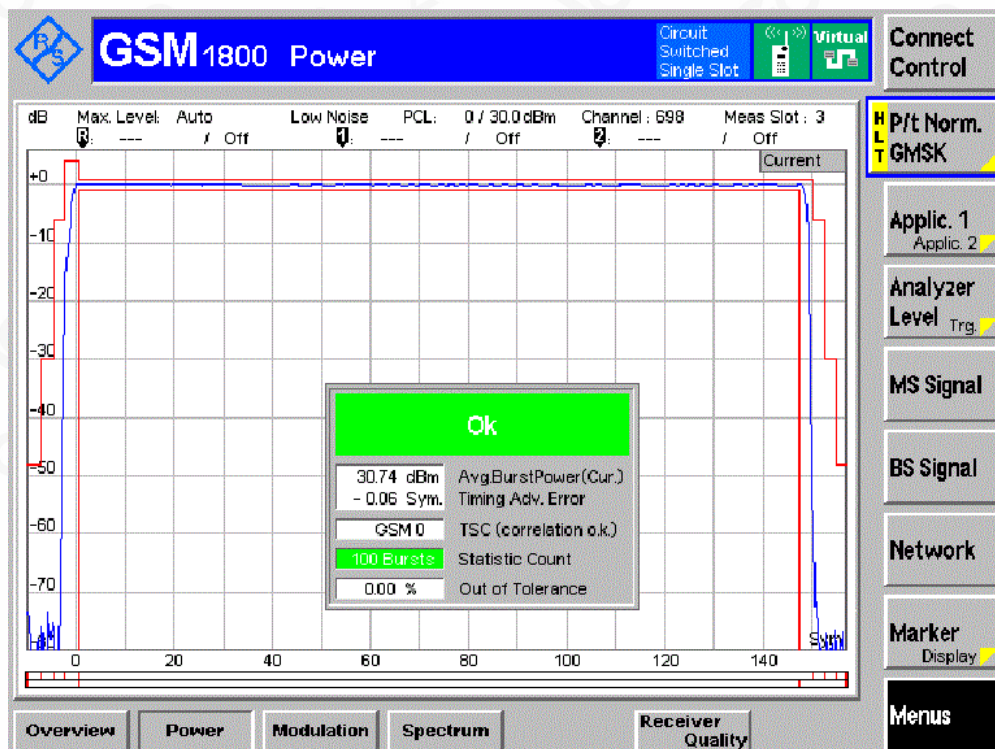 R/S
GSM 1800 Power
Circuit
Switched
Single Slot
Virtual
Connect
Control
dB Max. Level: Auto Low Noise PCL: 0 / 30.0 dBm Channel : 698 Meas Slot : 3
R: --- / Off 1: --- / Off 2: --- / Off
Current
HLT
P/t Norm.
GMSK
Applic. 1
Applic. 2
Analyzer
Level Trg.
MS Signal
BS Signal
Network
Marker
Display
Menus
+0
-10
-20
-30
-40
-50
-60
-70
Ok
30.74 dBm Avg.BurstPower(Cur.)
- 0.06 Sym. Timing Adv. Error
GSM 0 TSC (correlation o.k.)
100 Bursts Statistic Count
0.00 % Out of Tolerance
Sym
0 20 40 60 80 100 120 140
Overview Power Modulation Spectrum Receiver
Quality